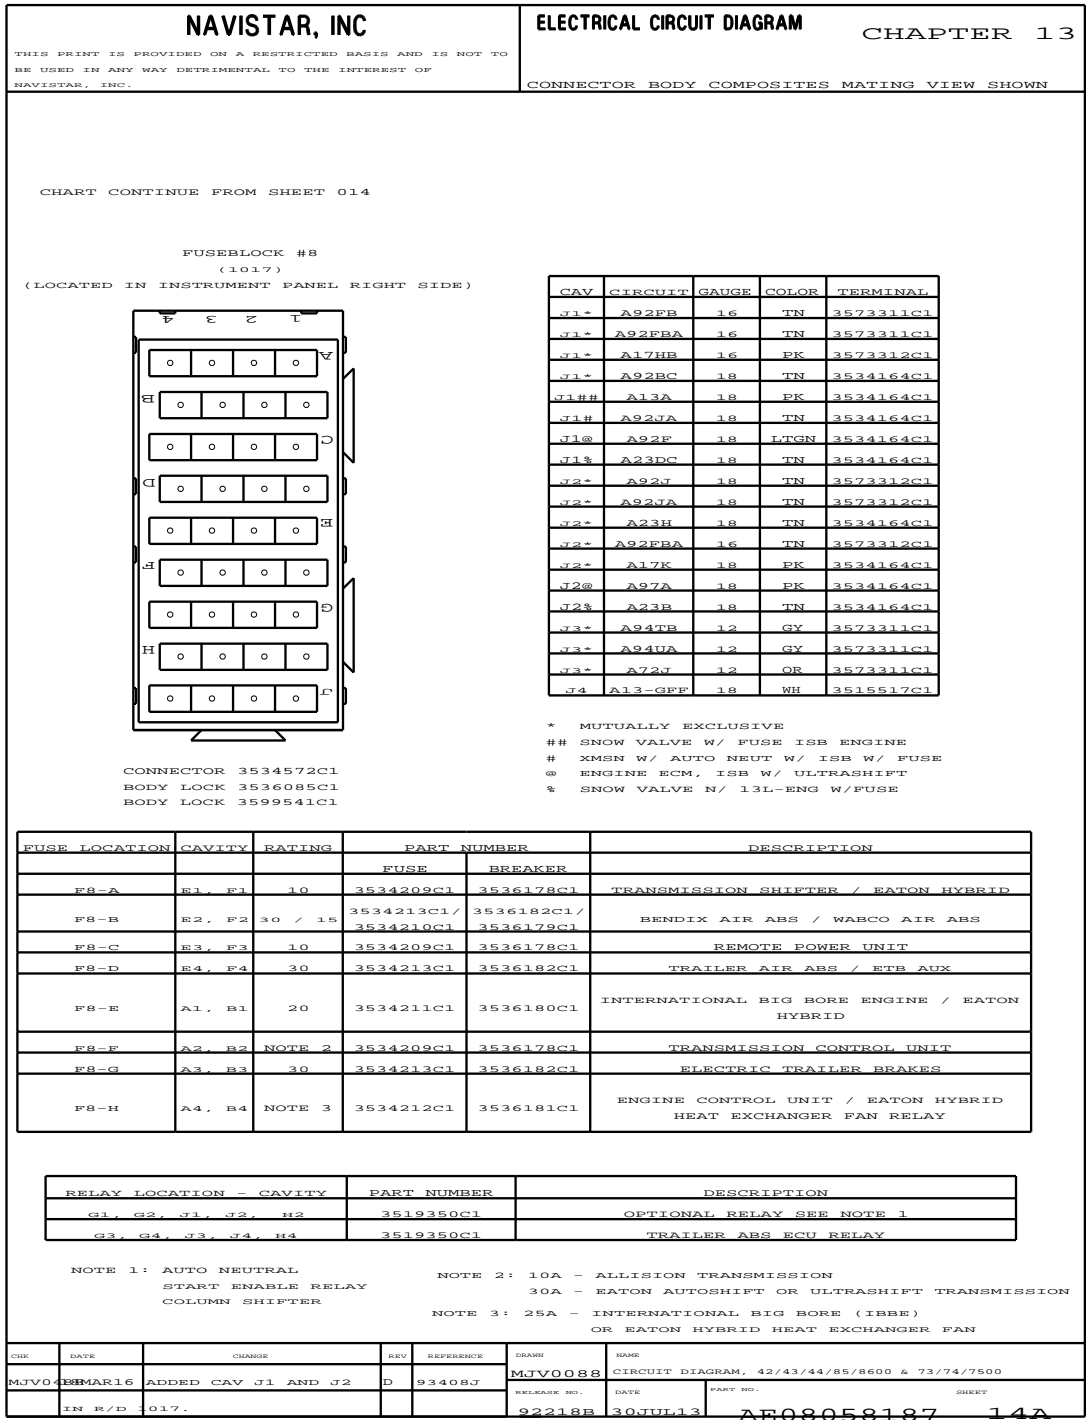 NAVISTAR, INC
THIS PRINT IS PROVIDED ON A RESTRICTED BASIS AND IS NOT TO
BE USED IN ANY WAY DETRIMENTAL TO THE INTEREST OF
NAVISTAR, INC.
ELECTRICAL CIRCUIT DIAGRAM
CHAPTER 13
CONNECTOR BODY COMPOSITES MATING VIEW SHOWN
CHART CONTINUE FROM SHEET 014
FUSEBLOCK #8
(1017)
(LOCATED IN INSTRUMENT PANEL RIGHT SIDE)
4 3 2 1
A
B
C
D
E
F
G
H
J
CONNECTOR 3534572C1
BODY LOCK 3536085C1
BODY LOCK 3599541C1
CAV CIRCUIT GAUGE COLOR TERMINAL
J1* A92FB 16 TN 3573311C1
J1* A92FBA 16 TN 3573311C1
J1* A17HB 16 PK 3573312C1
J1* A92BC 18 TN 3534164C1
J1## A13A 18 PK 3534164C1
J1# A92JA 18 TN 3534164C1
J1@ A92F 18 LTGN 3534164C1
J1% A23DC 18 TN 3534164C1
J2* A92J 18 TN 3573312C1
J2* A92JA 18 TN 3573312C1
J2* A23H 18 TN 3534164C1
J2* A92FBA 16 TN 3573312C1
J2* A17K 18 PK 3534164C1
J2@ A97A 18 PK 3534164C1
J2% A23B 18 TN 3534164C1
J3* A94TB 12 GY 3573311C1
J3* A94UA 12 GY 3573311C1
J3* A72J 12 OR 3573311C1
J4 A13-GFF 18 WH 3515517C1
* MUTUALLY EXCLUSIVE
## SNOW VALVE W/ FUSE ISB ENGINE
# XMSN W/ AUTO NEUT W/ ISB W/ FUSE
@ ENGINE ECM, ISB W/ ULTRASHIFT
% SNOW VALVE N/ 13L-ENG W/FUSE
FUSE LOCATION CAVITY RATING PART NUMBER DESCRIPTION
FUSE BREAKER
F8-A E1, F1 10 3534209C1 3536178C1 TRANSMISSION SHIFTER / EATON HYBRID
F8-B E2, F2 30 / 15 3534213C1/ 3534210C1 3536182C1/ 3536179C1 BENDIX AIR ABS / WABCO AIR ABS
F8-C E3, F3 10 3534209C1 3536178C1 REMOTE POWER UNIT
F8-D E4, F4 30 3534213C1 3536182C1 TRAILER AIR ABS / ETB AUX
F8-E A1, B1 20 3534211C1 3536180C1 INTERNATIONAL BIG BORE ENGINE / EATON
HYBRID
F8-F A2, B2 NOTE 2 3534209C1 3536178C1 TRANSMISSION CONTROL UNIT
F8-G A3, B3 30 3534213C1 3536182C1 ELECTRIC TRAILER BRAKES
F8-H A4, B4 NOTE 3 3534212C1 3536181C1 ENGINE CONTROL UNIT / EATON HYBRID
HEAT EXCHANGER FAN RELAY
RELAY LOCATION - CAVITY PART NUMBER DESCRIPTION
G1, G2, J1, J2, H2 3519350C1 OPTIONAL RELAY SEE NOTE 1
G3, G4, J3, J4, H4 3519350C1 TRAILER ABS ECU RELAY
NOTE 1: AUTO NEUTRAL
START ENABLE RELAY
COLUMN SHIFTER
NOTE 2: 10A - ALLISION TRANSMISSION
30A - EATON AUTOSHIFT OR ULTRASHIFT TRANSMISSION
NOTE 3: 25A - INTERNATIONAL BIG BORE (IBBE)
OR EATON HYBRID HEAT EXCHANGER FAN
CHK DATE CHANGE REV REFERENCE
ADDED CAV J1 AND J2 D 93408J
IN R/D 1017.
DRAWN NAME
MJV0088 CIRCUIT DIAGRAM, 42/43/44/85/8600 & 73/74/7500
RELEASE NO. DATE PART NO. SHEET
92218B 30JUL13 AE08058187 14A